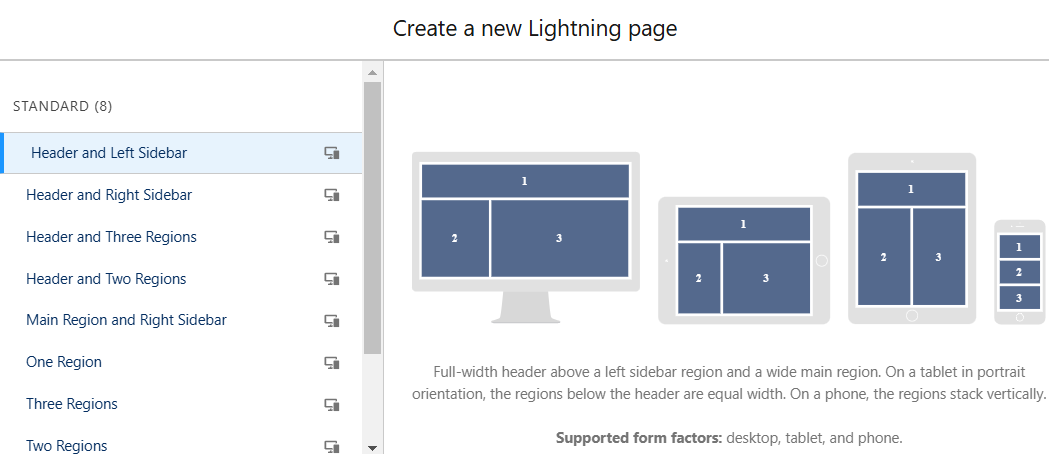 Create a new Lightning page
STANDARD (8)
Header and Left Sidebar
Header and Right Sidebar
Header and Three Regions
Header and Two Regions
Main Region and Right Sidebar
One Region
Three Regions
Two Regions
1
2 3
1
2 3
1
2 3
1
2
3
Full-width header above a left sidebar region and a wide main region. On a tablet in portrait
orientation, the regions below the header are equal width. On a phone, the regions stack vertically.
Supported form factors: desktop, tablet, and phone.